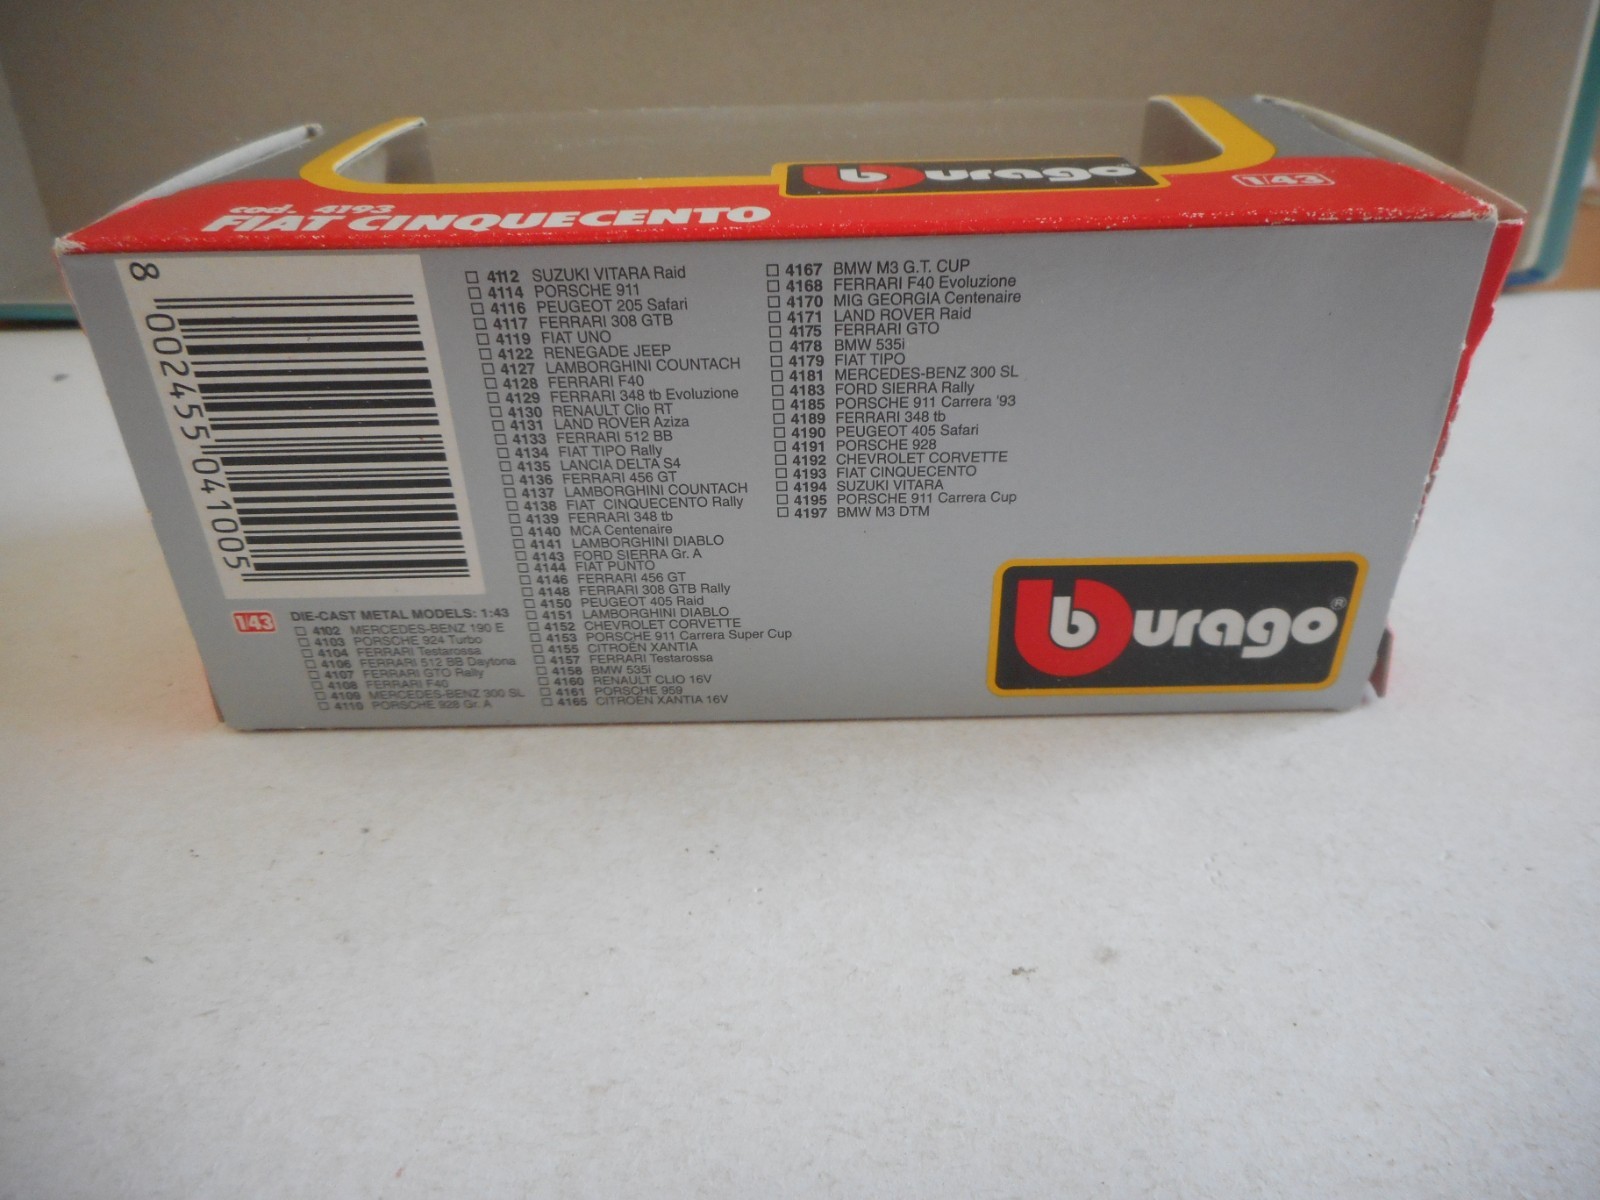 burago
1/43
cod. 4193
FIAT CINQUECENTO
8 002455 041005
1/43 DIE-CAST METAL MODELS: 1:43
4102 MERCEDES-BENZ 190 E
4103 PORSCHE 924 Turbo
4104 FERRARI Testarossa
4106 FERRARI 512 BB Daytona
4107 FERRARI GTO Rally
4108 FERRARI F40
4109 MERCEDES-BENZ 300 SL
4110 PORSCHE 928 Gr. A
4112 SUZUKI VITARA Raid
4114 PORSCHE 911
4116 PEUGEOT 205 Safari
4117 FERRARI 308 GTB
4119 FIAT UNO
4122 RENEGADE JEEP
4127 LAMBORGHINI COUNTACH
4128 FERRARI F40
4129 FERRARI 348 tb Evoluzione
4130 RENAULT Clio RT
4131 LAND ROVER Aziza
4133 FERRARI 512 BB
4134 FIAT TIPO Rally
4135 LANCIA DELTA S4
4136 FERRARI 456 GT
4137 LAMBORGHINI COUNTACH
4138 FIAT CINQUECENTO Rally
4139 FERRARI 348 tb
4140 MCA Centenaire
4141 LAMBORGHINI DIABLO
4143 FORD SIERRA Gr. A
4144 FIAT PUNTO
4146 FERRARI 456 GT
4148 FERRARI 308 GTB Rally
4150 PEUGEOT 405 Raid
4151 LAMBORGHINI DIABLO
4152 CHEVROLET CORVETTE
4153 PORSCHE 911 Carrera Super Cup
4155 CITROËN XANTIA
4157 FERRARI Testarossa
4158 BMW 535i
4160 RENAULT CLIO 16V
4161 PORSCHE 959
4165 CITROËN XANTIA 16V
4167 BMW M3 G.T. CUP
4168 FERRARI F40 Evoluzione
4170 MIG GEORGIA Centenaire
4171 LAND ROVER Raid
4175 FERRARI GTO
4178 BMW 535i
4179 FIAT TIPO
4181 MERCEDES-BENZ 300 SL
4183 FORD SIERRA Rally
4185 PORSCHE 911 Carrera '93
4189 FERRARI 348 tb
4190 PEUGEOT 405 Safari
4191 PORSCHE 928
4192 CHEVROLET CORVETTE
4193 FIAT CINQUECENTO
4194 SUZUKI VITARA
4195 PORSCHE 911 Carrera Cup
4197 BMW M3 DTM
burago®